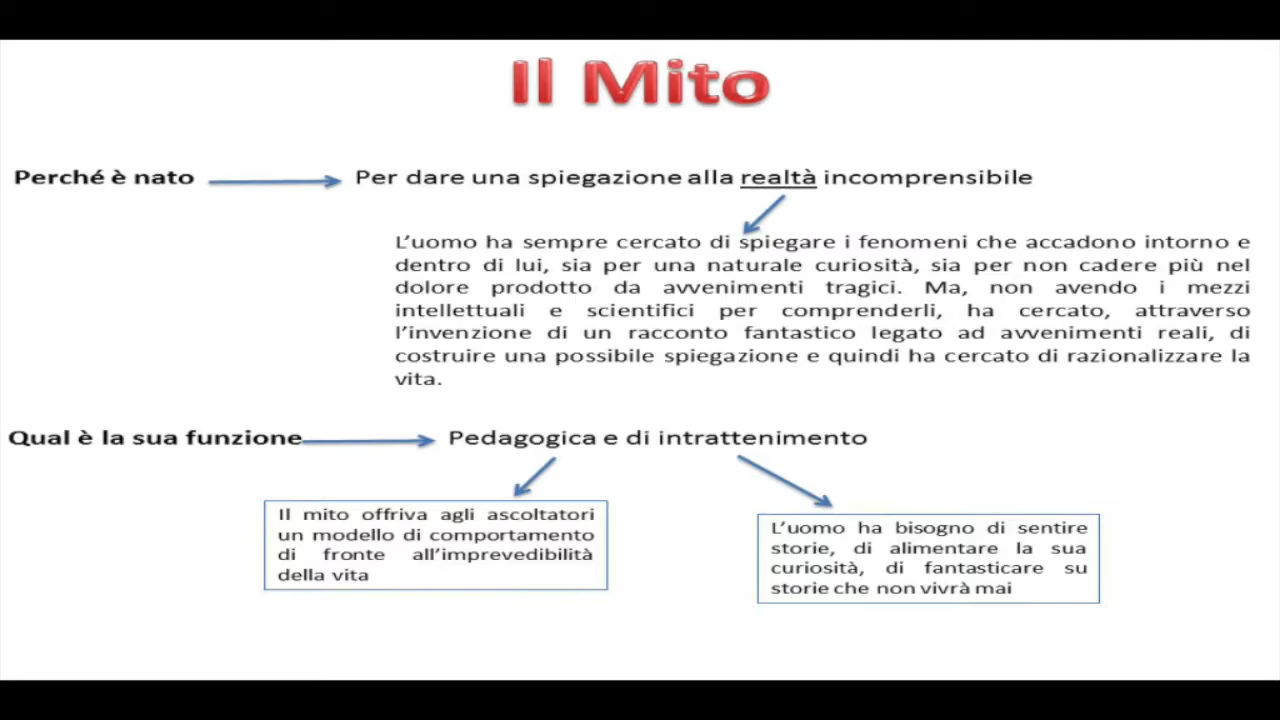 Il Mito
Perché è nato
Per dare una spiegazione alla realtà incomprensibile
L’uomo ha sempre cercato di spiegare i fenomeni che accadono intorno e
dentro di lui, sia per una naturale curiosità, sia per non cadere più nel
dolore prodotto da avvenimenti tragici. Ma, non avendo i mezzi
intellettuali e scientifici per comprenderli, ha cercato, attraverso
l’invenzione di un racconto fantastico legato ad avvenimenti reali, di
costruire una possibile spiegazione e quindi ha cercato di razionalizzare la
vita.
Qual è la sua funzione
Pedagogica e di intrattenimento
Il mito offriva agli ascoltatori
un modello di comportamento
di fronte all’imprevedibilità
della vita
L’uomo ha bisogno di sentire
storie, di alimentare la sua
curiosità, di fantasticare su
storie che non vivrà mai